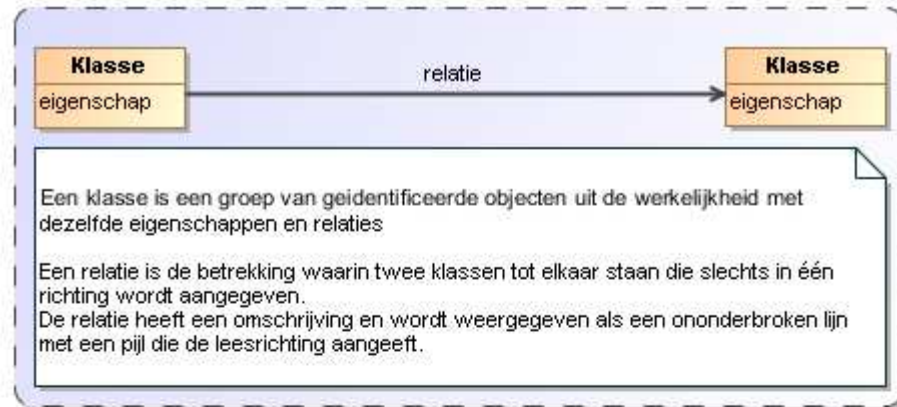 Klasse
eigenschap
relatie
Klasse
eigenschap
Een klasse is een groep van geidentificeerde objecten uit de werkelijkheid met
dezelfde eigenschappen en relaties
Een relatie is de betrekking waarin twee klassen tot elkaar staan die slechts in één
richting wordt aangegeven.
De relatie heeft een omschrijving en wordt weergegeven als een ononderbroken lijn
met een pijl die de leesrichting aangeeft.